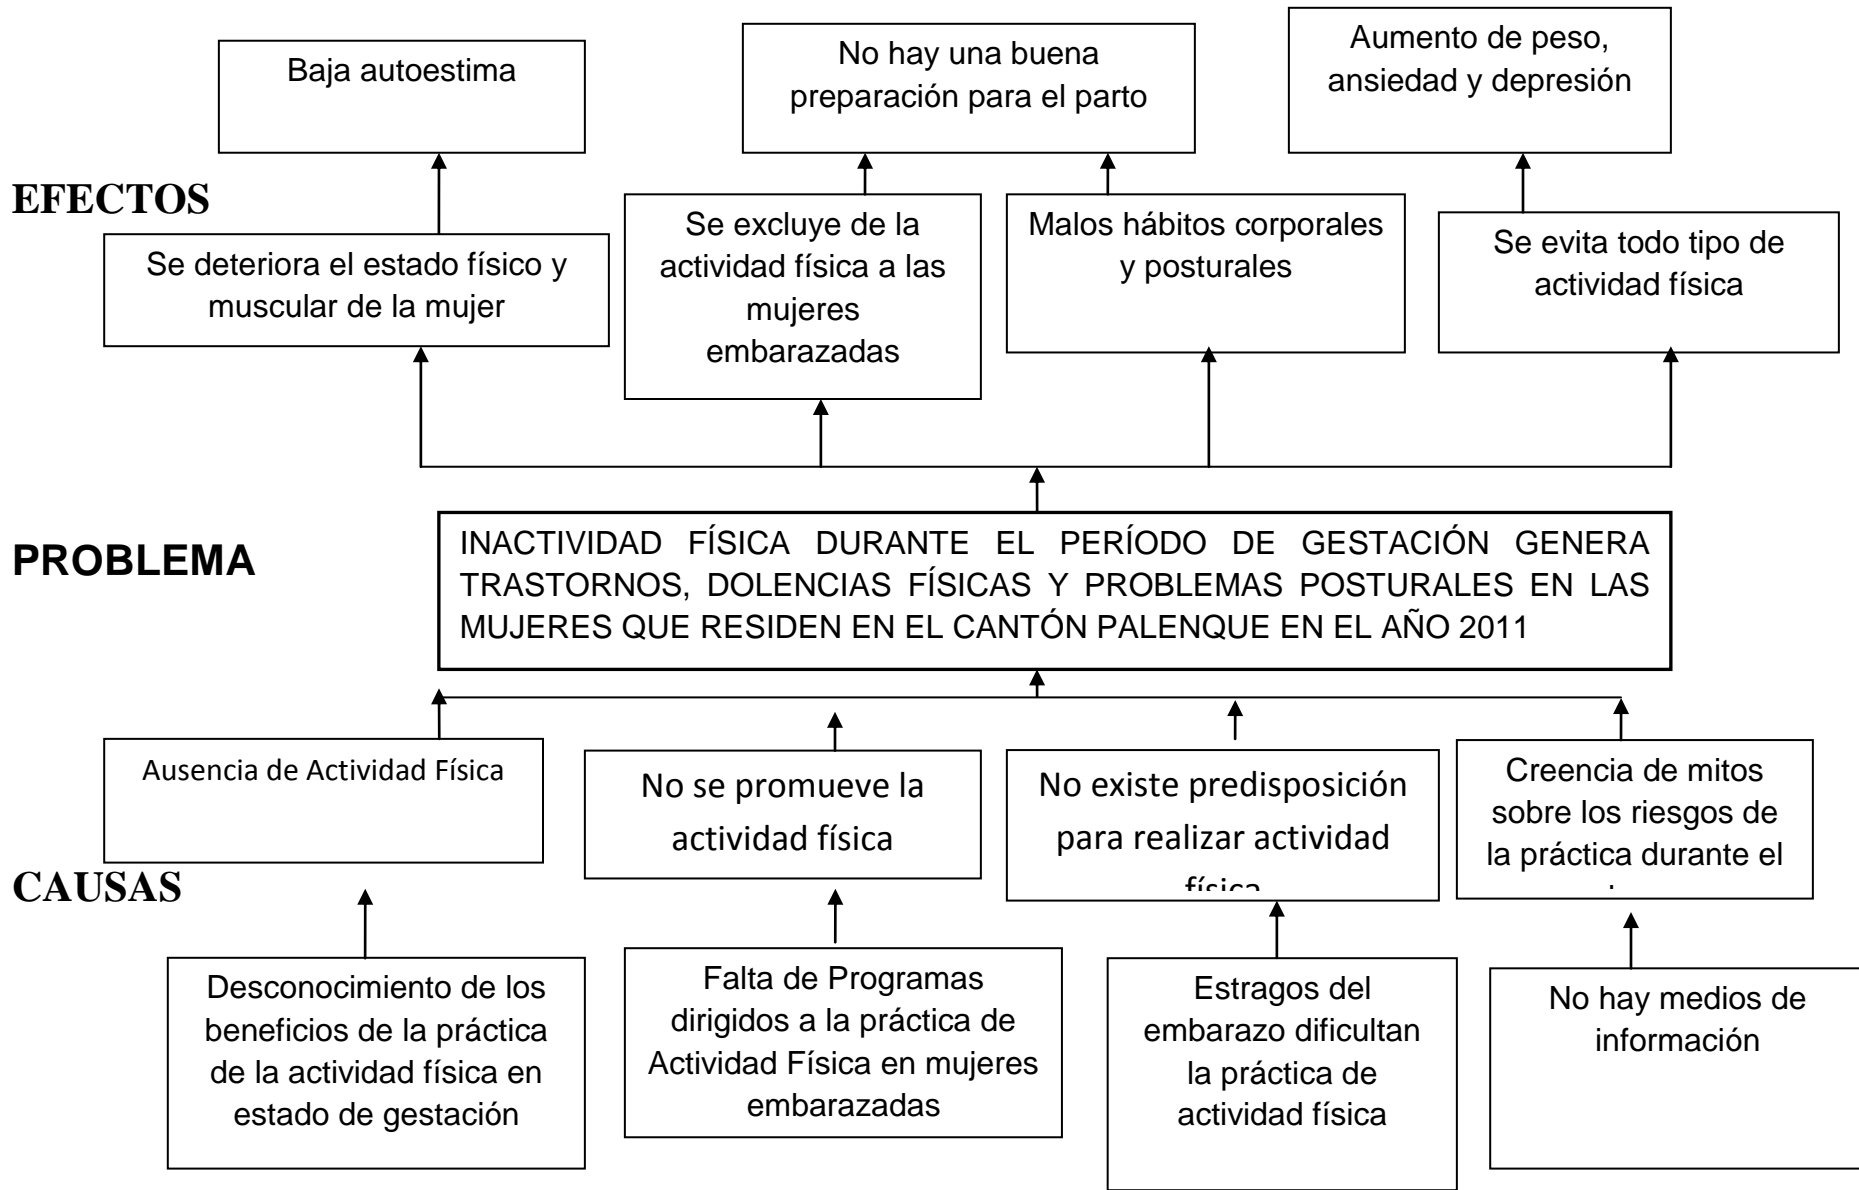 Baja autoestima
No hay una buena
preparación para el parto
Aumento de peso,
ansiedad y depresión
EFECTOS
Se deteriora el estado físico y
muscular de la mujer
Se excluye de la
actividad física a las
mujeres
embarazadas
Malos hábitos corporales
y posturales
Se evita todo tipo de
actividad física
PROBLEMA
INACTIVIDAD FÍSICA DURANTE EL PERÍODO DE GESTACIÓN GENERA
TRASTORNOS, DOLENCIAS FÍSICAS Y PROBLEMAS POSTURALES EN LAS
MUJERES QUE RESIDEN EN EL CANTÓN PALENQUE EN EL AÑO 2011
Ausencia de Actividad Física
No se promueve la
actividad física
No existe predisposición
para realizar actividad
física
Creencia de mitos
sobre los riesgos de
la práctica durante el
CAUSAS
Desconocimiento de los
beneficios de la práctica
de la actividad física en
estado de gestación
Falta de Programas
dirigidos a la práctica de
Actividad Física en mujeres
embarazadas
Estragos del
embarazo dificultan
la práctica de
actividad física
No hay medios de
información